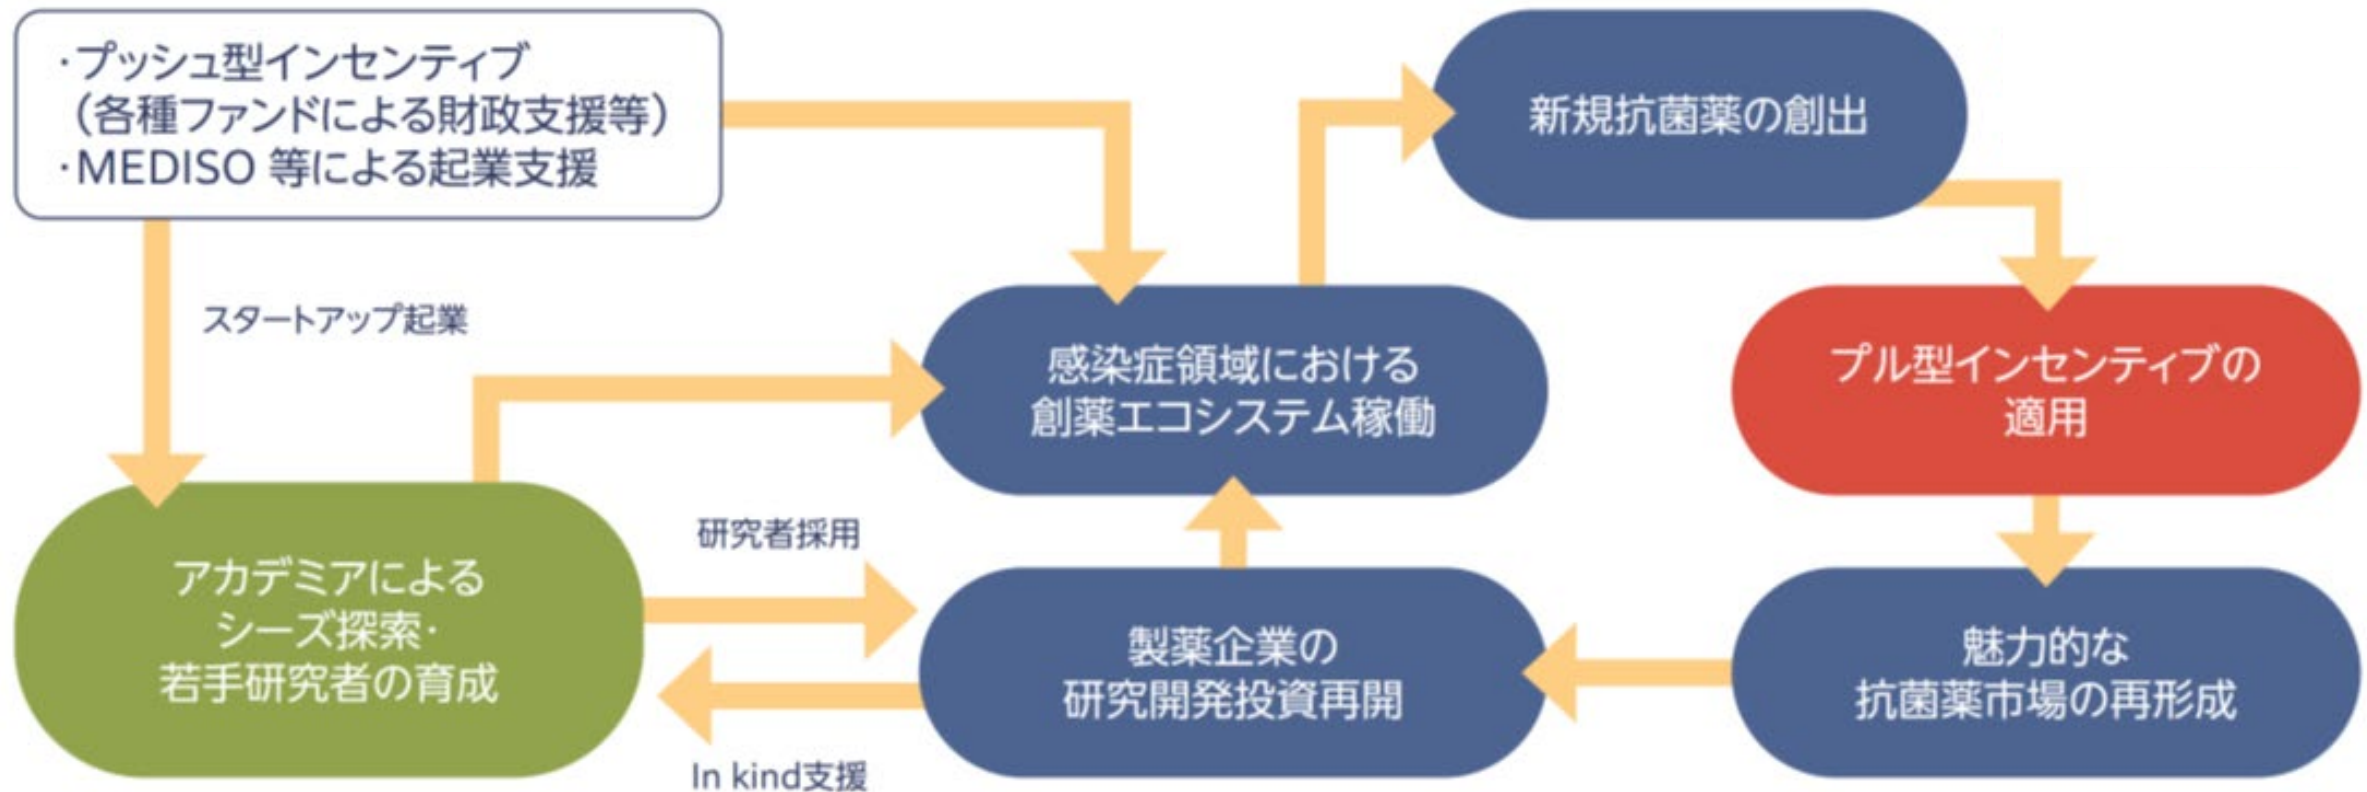 ・プッシュ型インセンティブ
（各種ファンドによる財政支援等）
・MEDISO 等による起業支援
新規抗菌薬の創出
スタートアップ起業
感染症領域における
創薬エコシステム稼働
プル型インセンティブの
適用
アカデミアによる
シーズ探索・
若手研究者の育成
研究者採用
In kind支援
製薬企業の
研究開発投資再開
魅力的な
抗菌薬市場の再形成